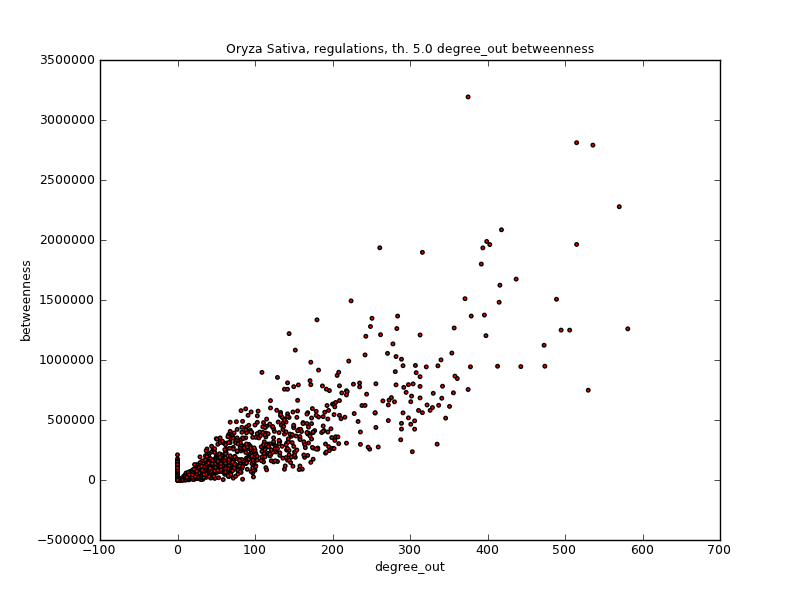 Oryza Sativa, regulations, th. 5.0 degree_out betweenness
3500000
3000000
2500000
2000000
1500000
1000000
500000
0
−500000
betweenness
−100 0 100 200 300 400 500 600 700
degree_out